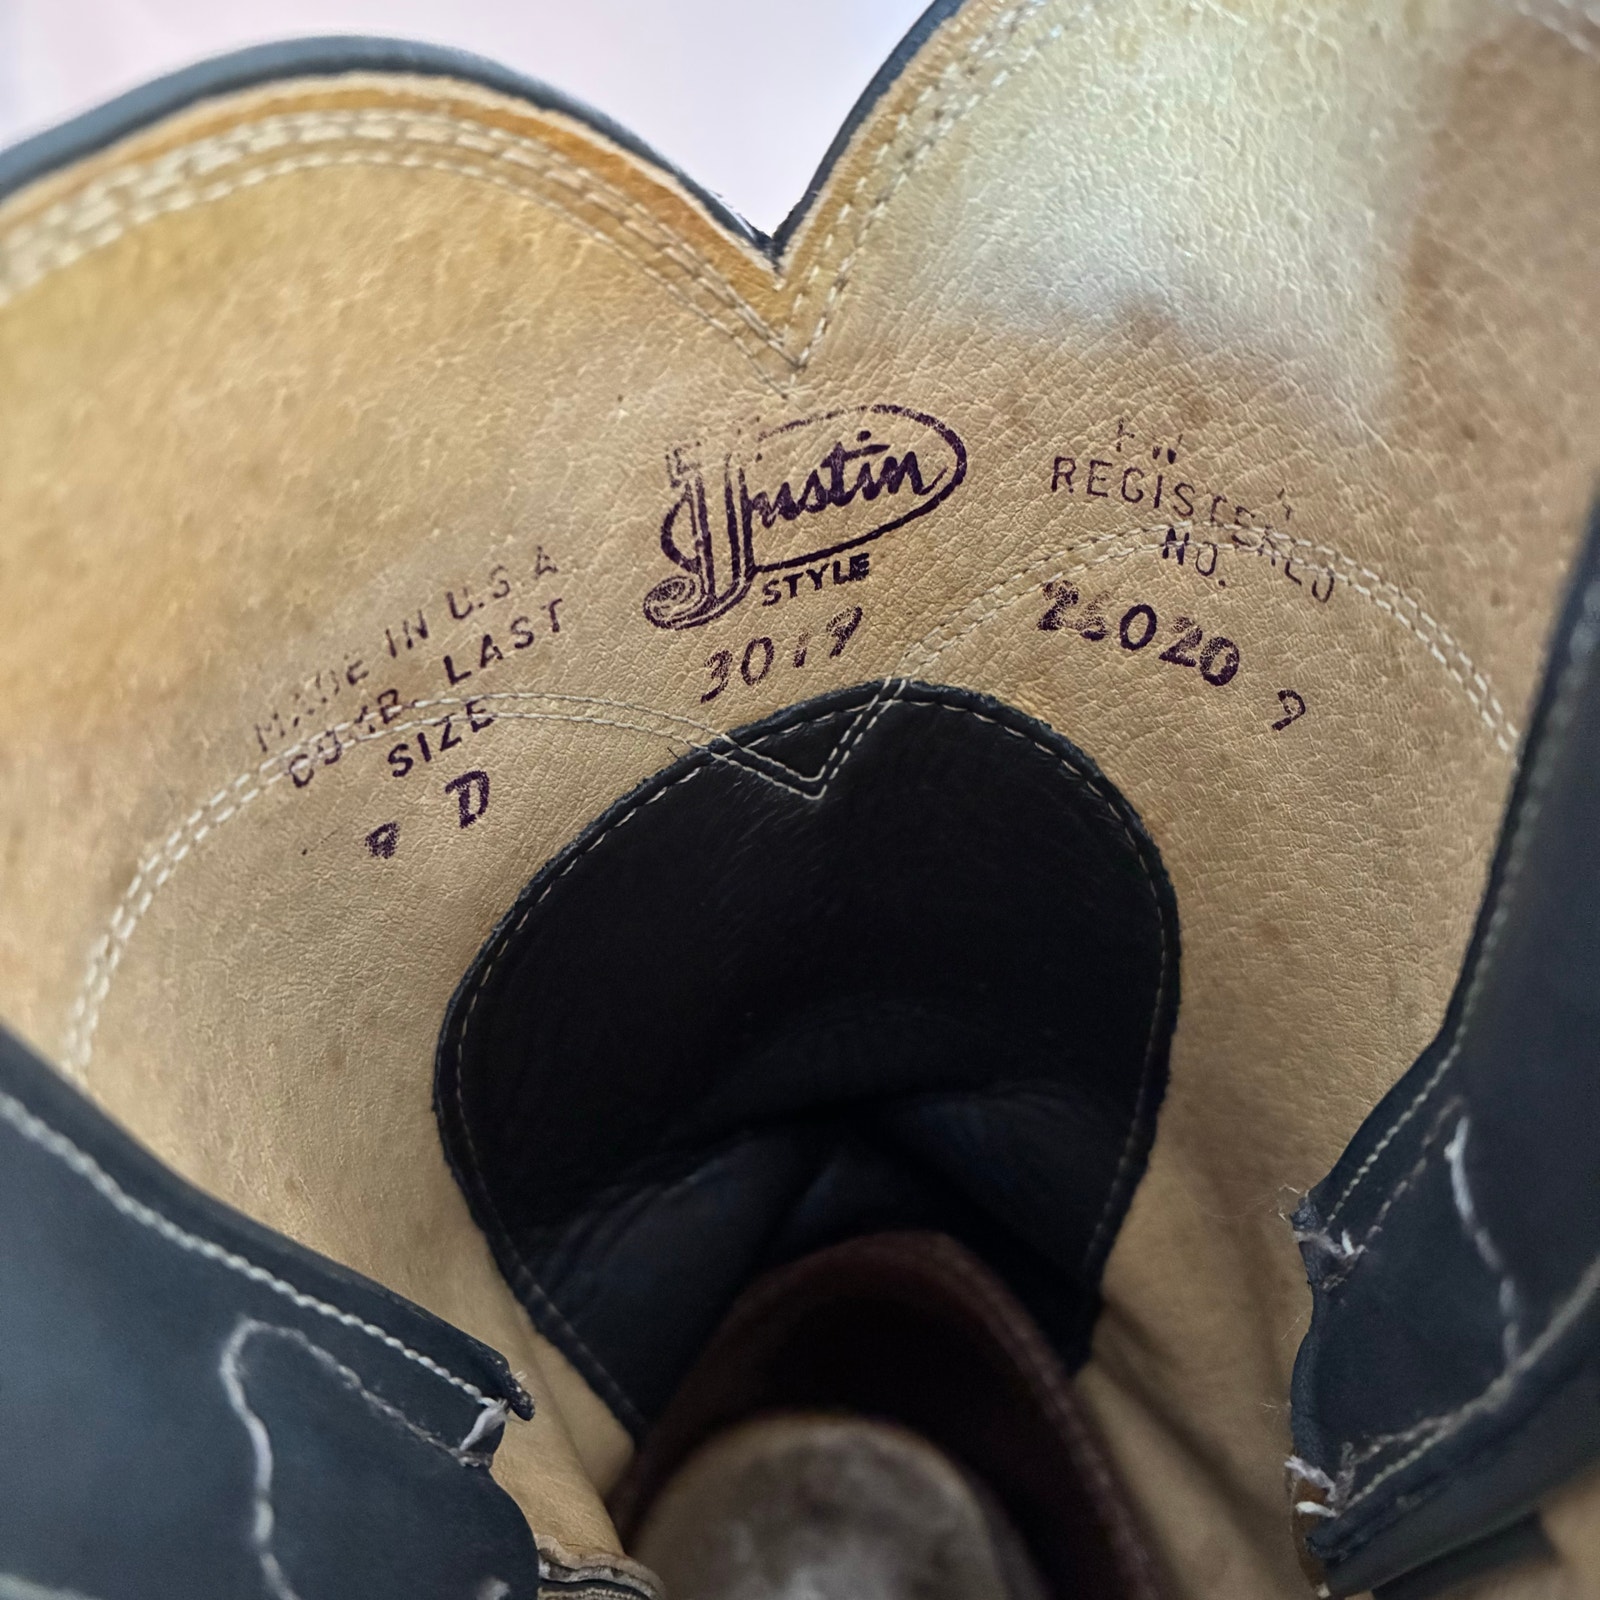 MADE IN U.S.A
COMB. LAST
SIZE
9 D
Justin
STYLE
3019
REGISTERED
NO.
26020 9